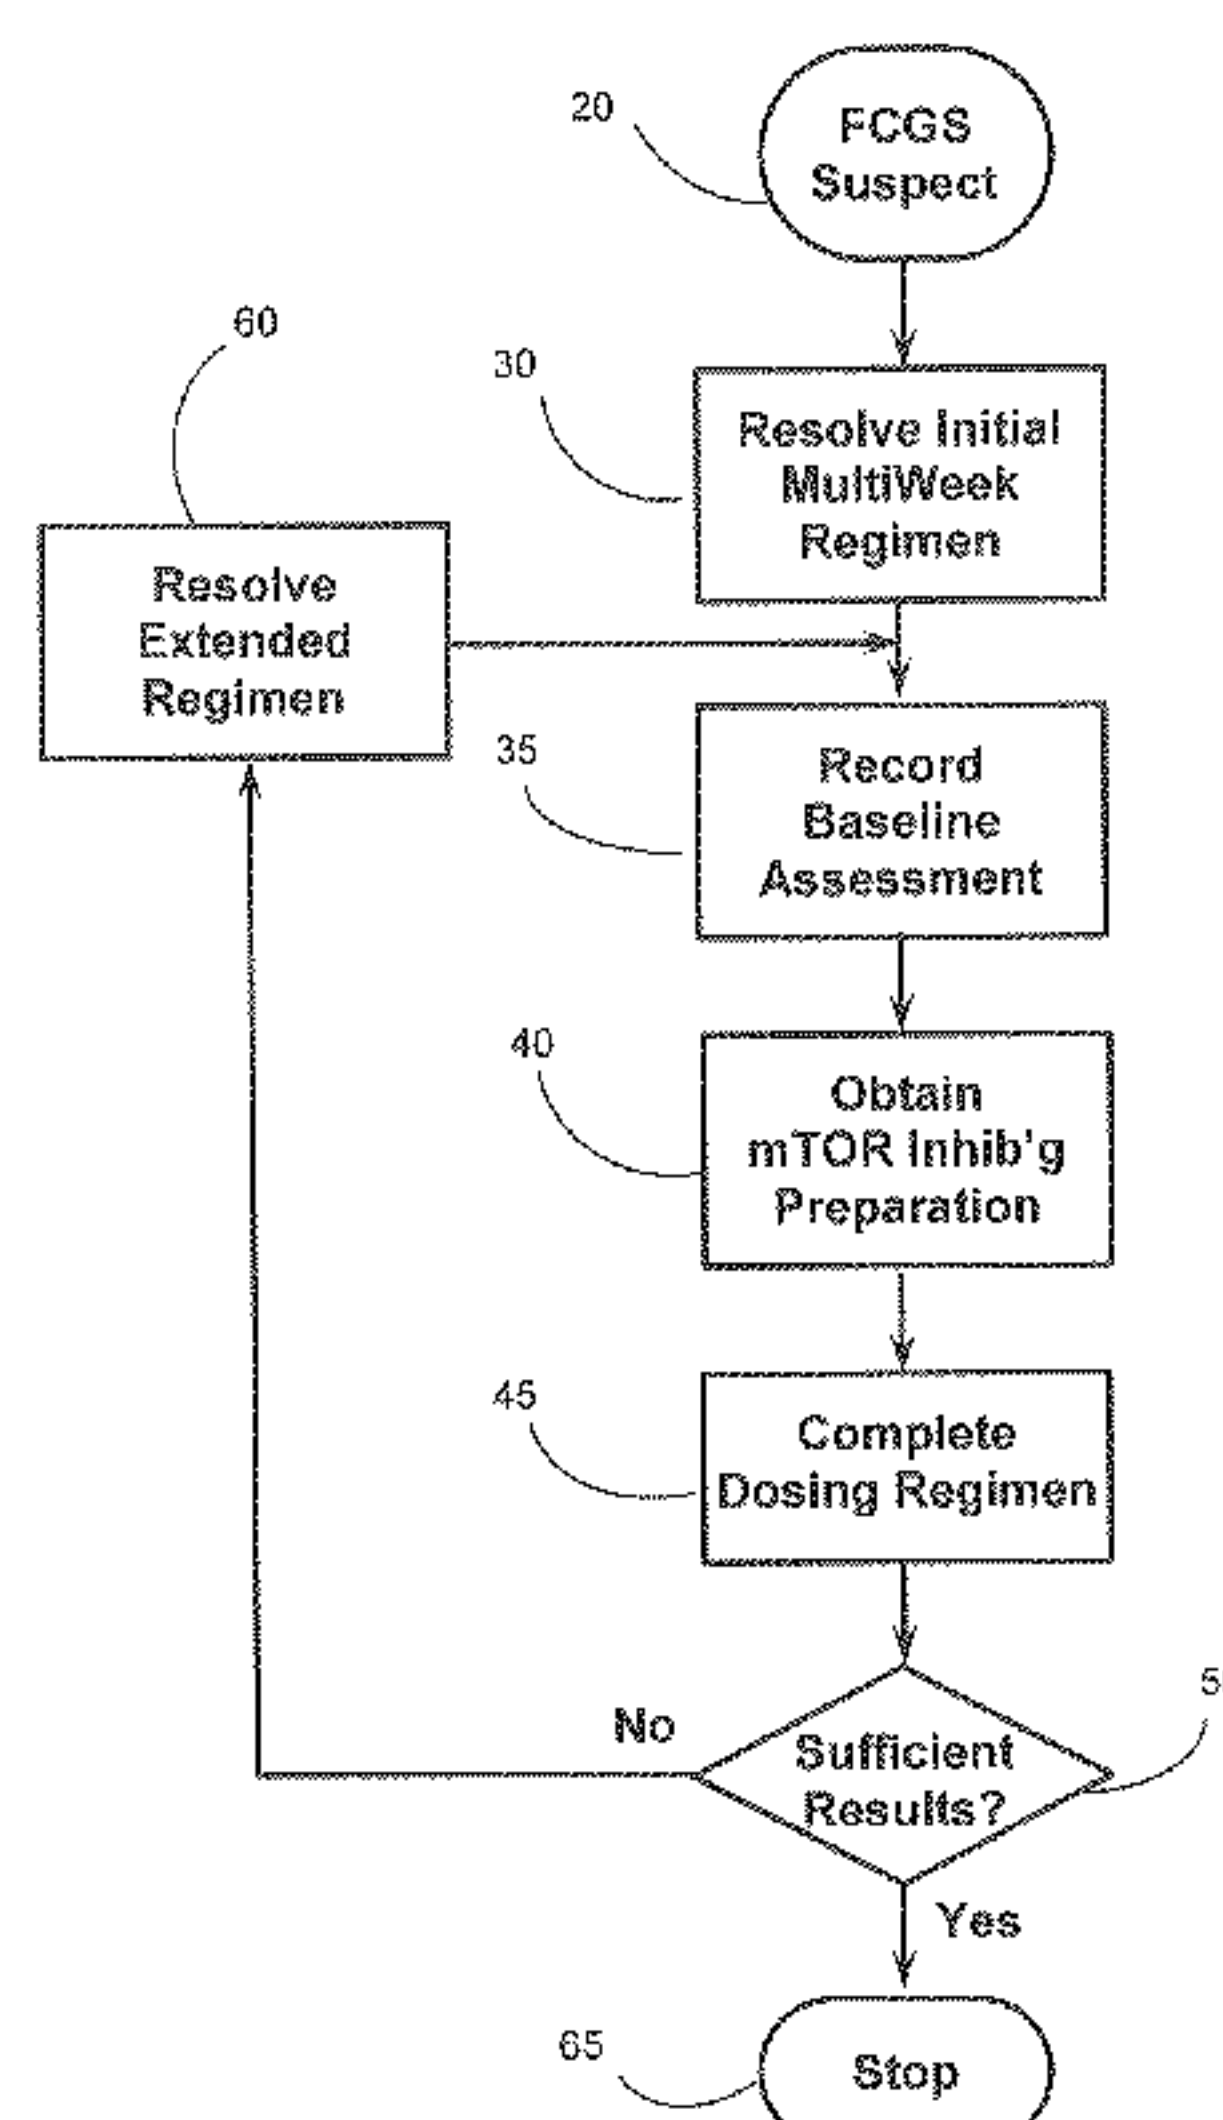 20
FCGS
Suspect
60
30
Resolve Initial
MultiWeek
Regimen
Resolve
Extended
Regimen
35
Record
Baseline
Assessment
40
Obtain
mTOR Inhib'g
Preparation
45
Complete
Dosing Regimen
No
Sufficient
Results?
Yes
65
Stop